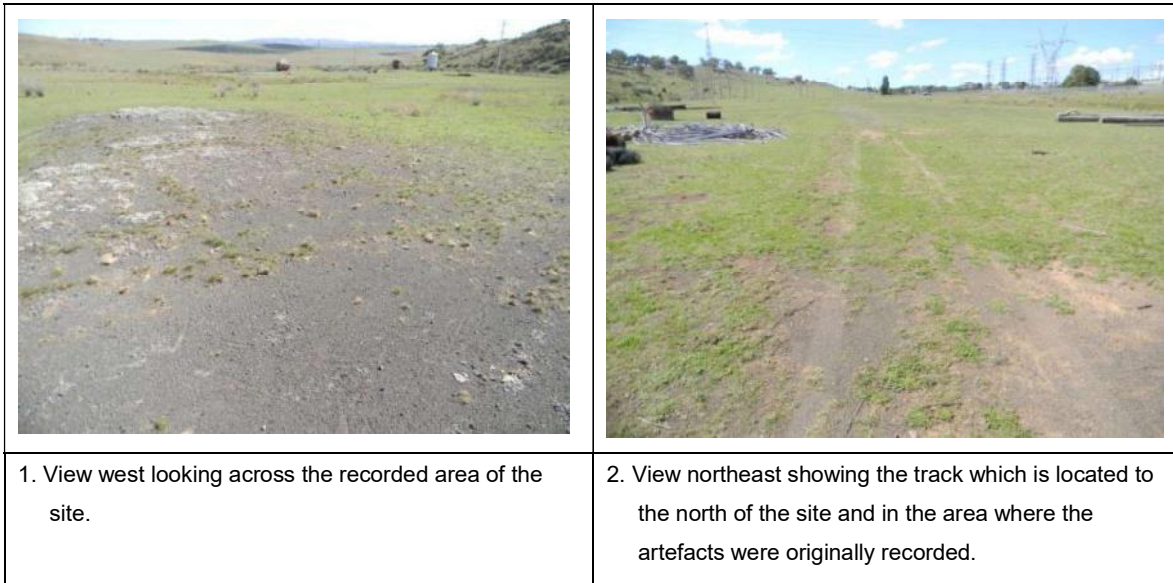 1. View west looking across the recorded area of the
site.
2. View northeast showing the track which is located to
the north of the site and in the area where the
artefacts were originally recorded.